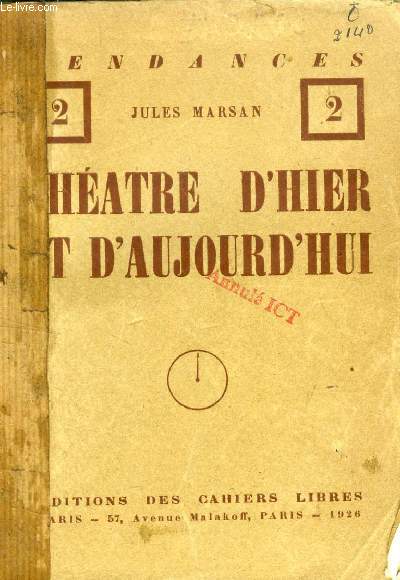 Le-livre.com
2140
ENDANCES
2 2
JULES MARSAN
HÉATRE D'HIER
T D'AUJOURD'HUI
Annulé ICT
DITIONS DES CAHIERS LIBRES
ARIS — 57, Avenue Malakoff, PARIS — 1926